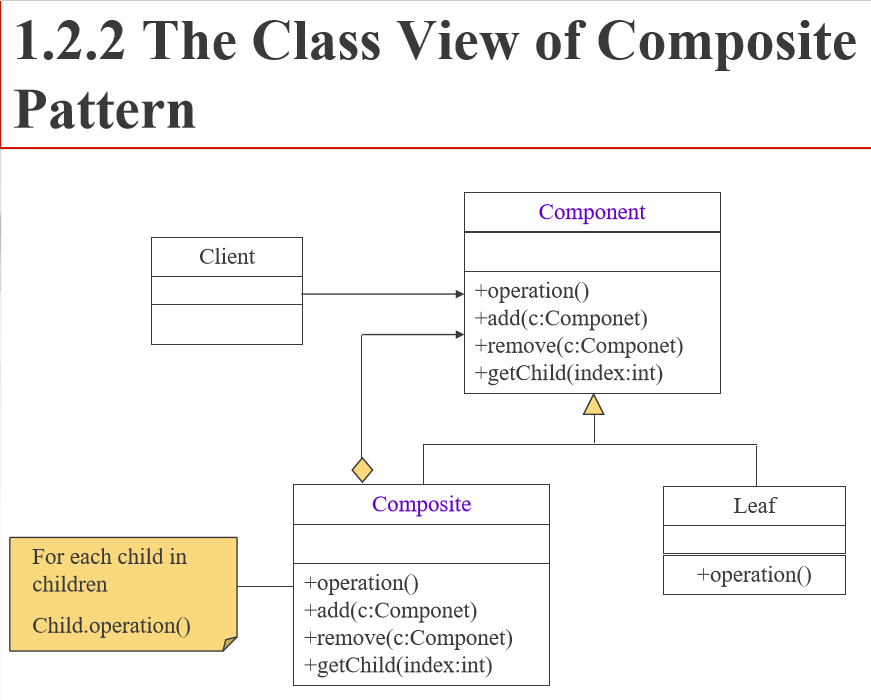 1.2.2 The Class View of Composite
Pattern
Component
Client
+operation()
+add(c:Componet)
+remove(c:Componet)
+getChild(index:int)
Composite
Leaf
For each child in
children
Child.operation()
+operation()
+add(c:Componet)
+remove(c:Componet)
+getChild(index:int)
+operation()